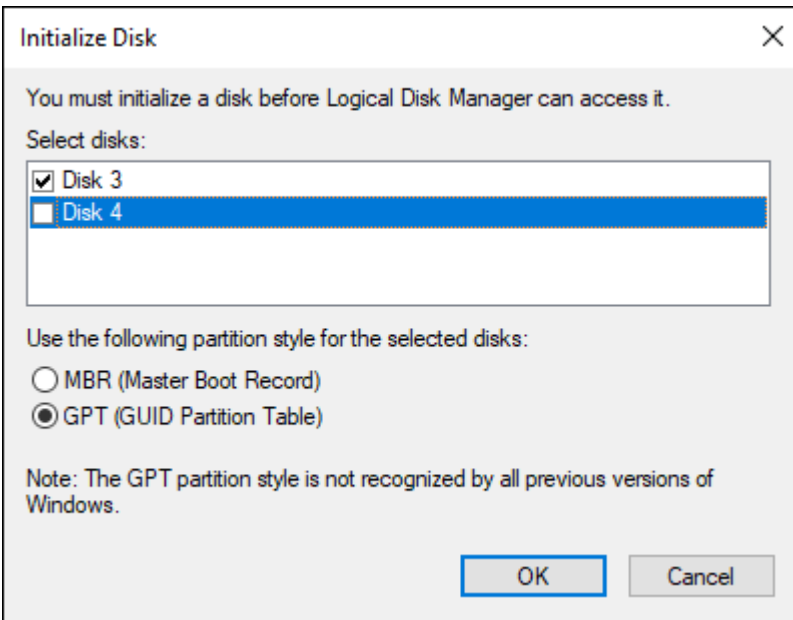 Initialize Disk
You must initialize a disk before Logical Disk Manager can access it.
Select disks:
Disk 3
Disk 4
Use the following partition style for the selected disks:
MBR (Master Boot Record)
GPT (GUID Partition Table)
Note: The GPT partition style is not recognized by all previous versions of
Windows.
OK Cancel